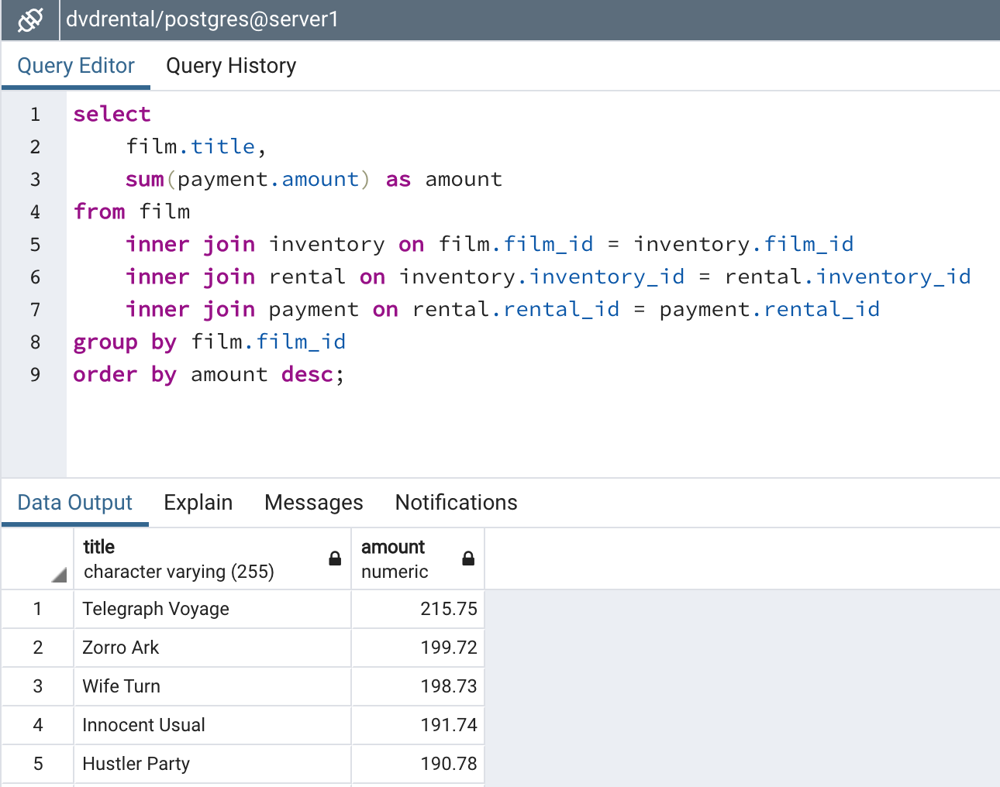 dvdrental/postgres@server1
Query Editor Query History
1 select
2 film.title,
3 sum(payment.amount) as amount
4 from film
5 inner join inventory on film.film_id = inventory.film_id
6 inner join rental on inventory.inventory_id = rental.inventory_id
7 inner join payment on rental.rental_id = payment.rental_id
8 group by film.film_id
9 order by amount desc;
Data Output Explain Messages Notifications
title amount
character varying (255) numeric
1 Telegraph Voyage 215.75
2 Zorro Ark 199.72
3 Wife Turn 198.73
4 Innocent Usual 191.74
5 Hustler Party 190.78